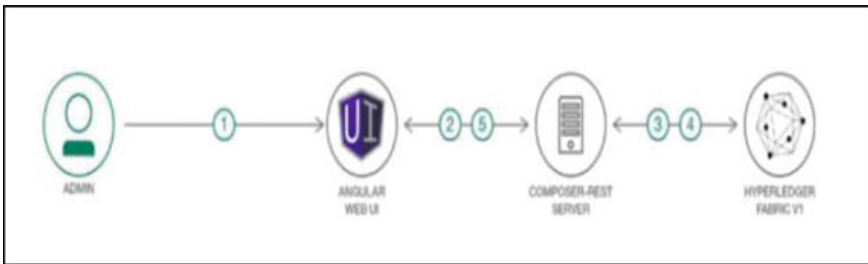 1
2
5
3
4
UI
ADMIN
ANGULAR
WEB UI
COMPOSER-REST
SERVER
HYPERLEDGER
FABRIC V1